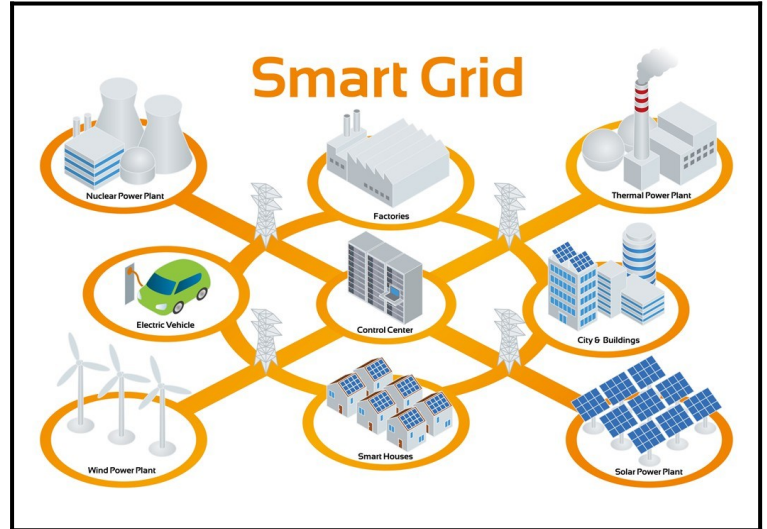 Smart Grid
Nuclear Power Plant
Factories
Thermal Power Plant
Electric Vehicle
Control Center
City & Buildings
Wind Power Plant
Smart Houses
Solar Power Plant